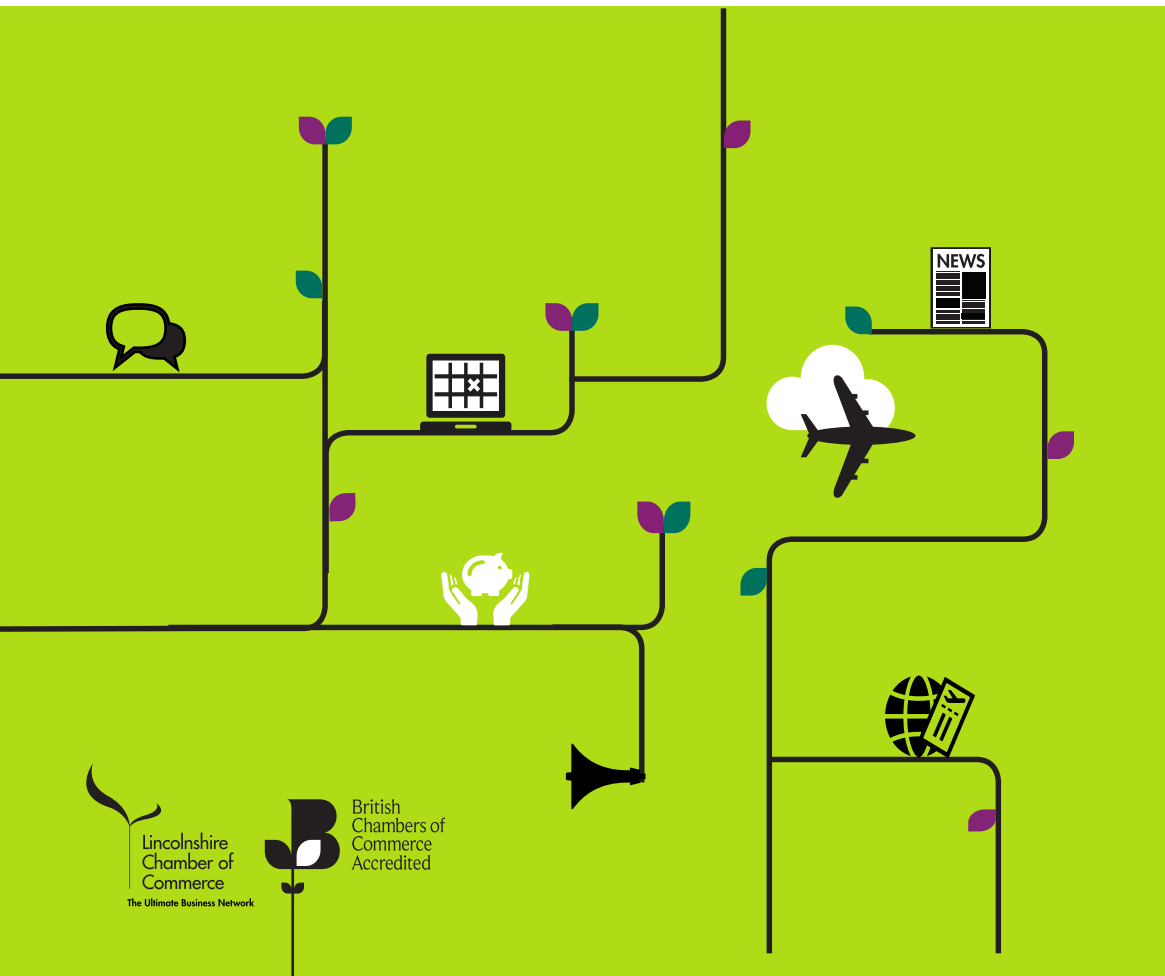 NEWS
Lincolnshire
Chamber of
Commerce
The Ultimate Business Network
British
Chambers of
Commerce
Accredited